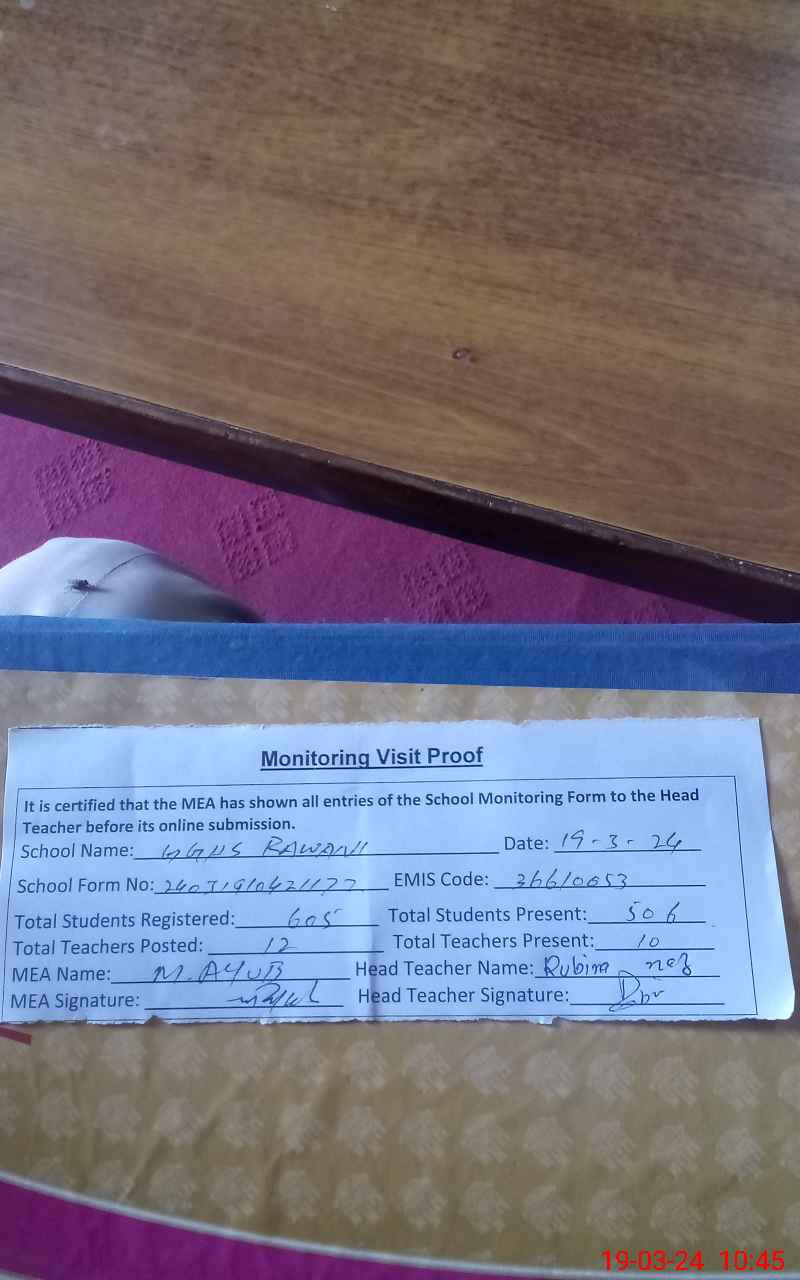 Monitoring Visit Proof
It is certified that the MEA has shown all entries of the School Monitoring Form to the Head
Teacher before its online submission.
School Name: GGHS RAWANI Date: 19-3-24
School Form No: EMIS Code: 36610053
Total Students Registered: 605 Total Students Present: 506
Total Teachers Posted: 12 Total Teachers Present: 10
MEA Name: M.AYUB Head Teacher Name: Rubina naz
MEA Signature: Head Teacher Signature:
19-03-24 10:45